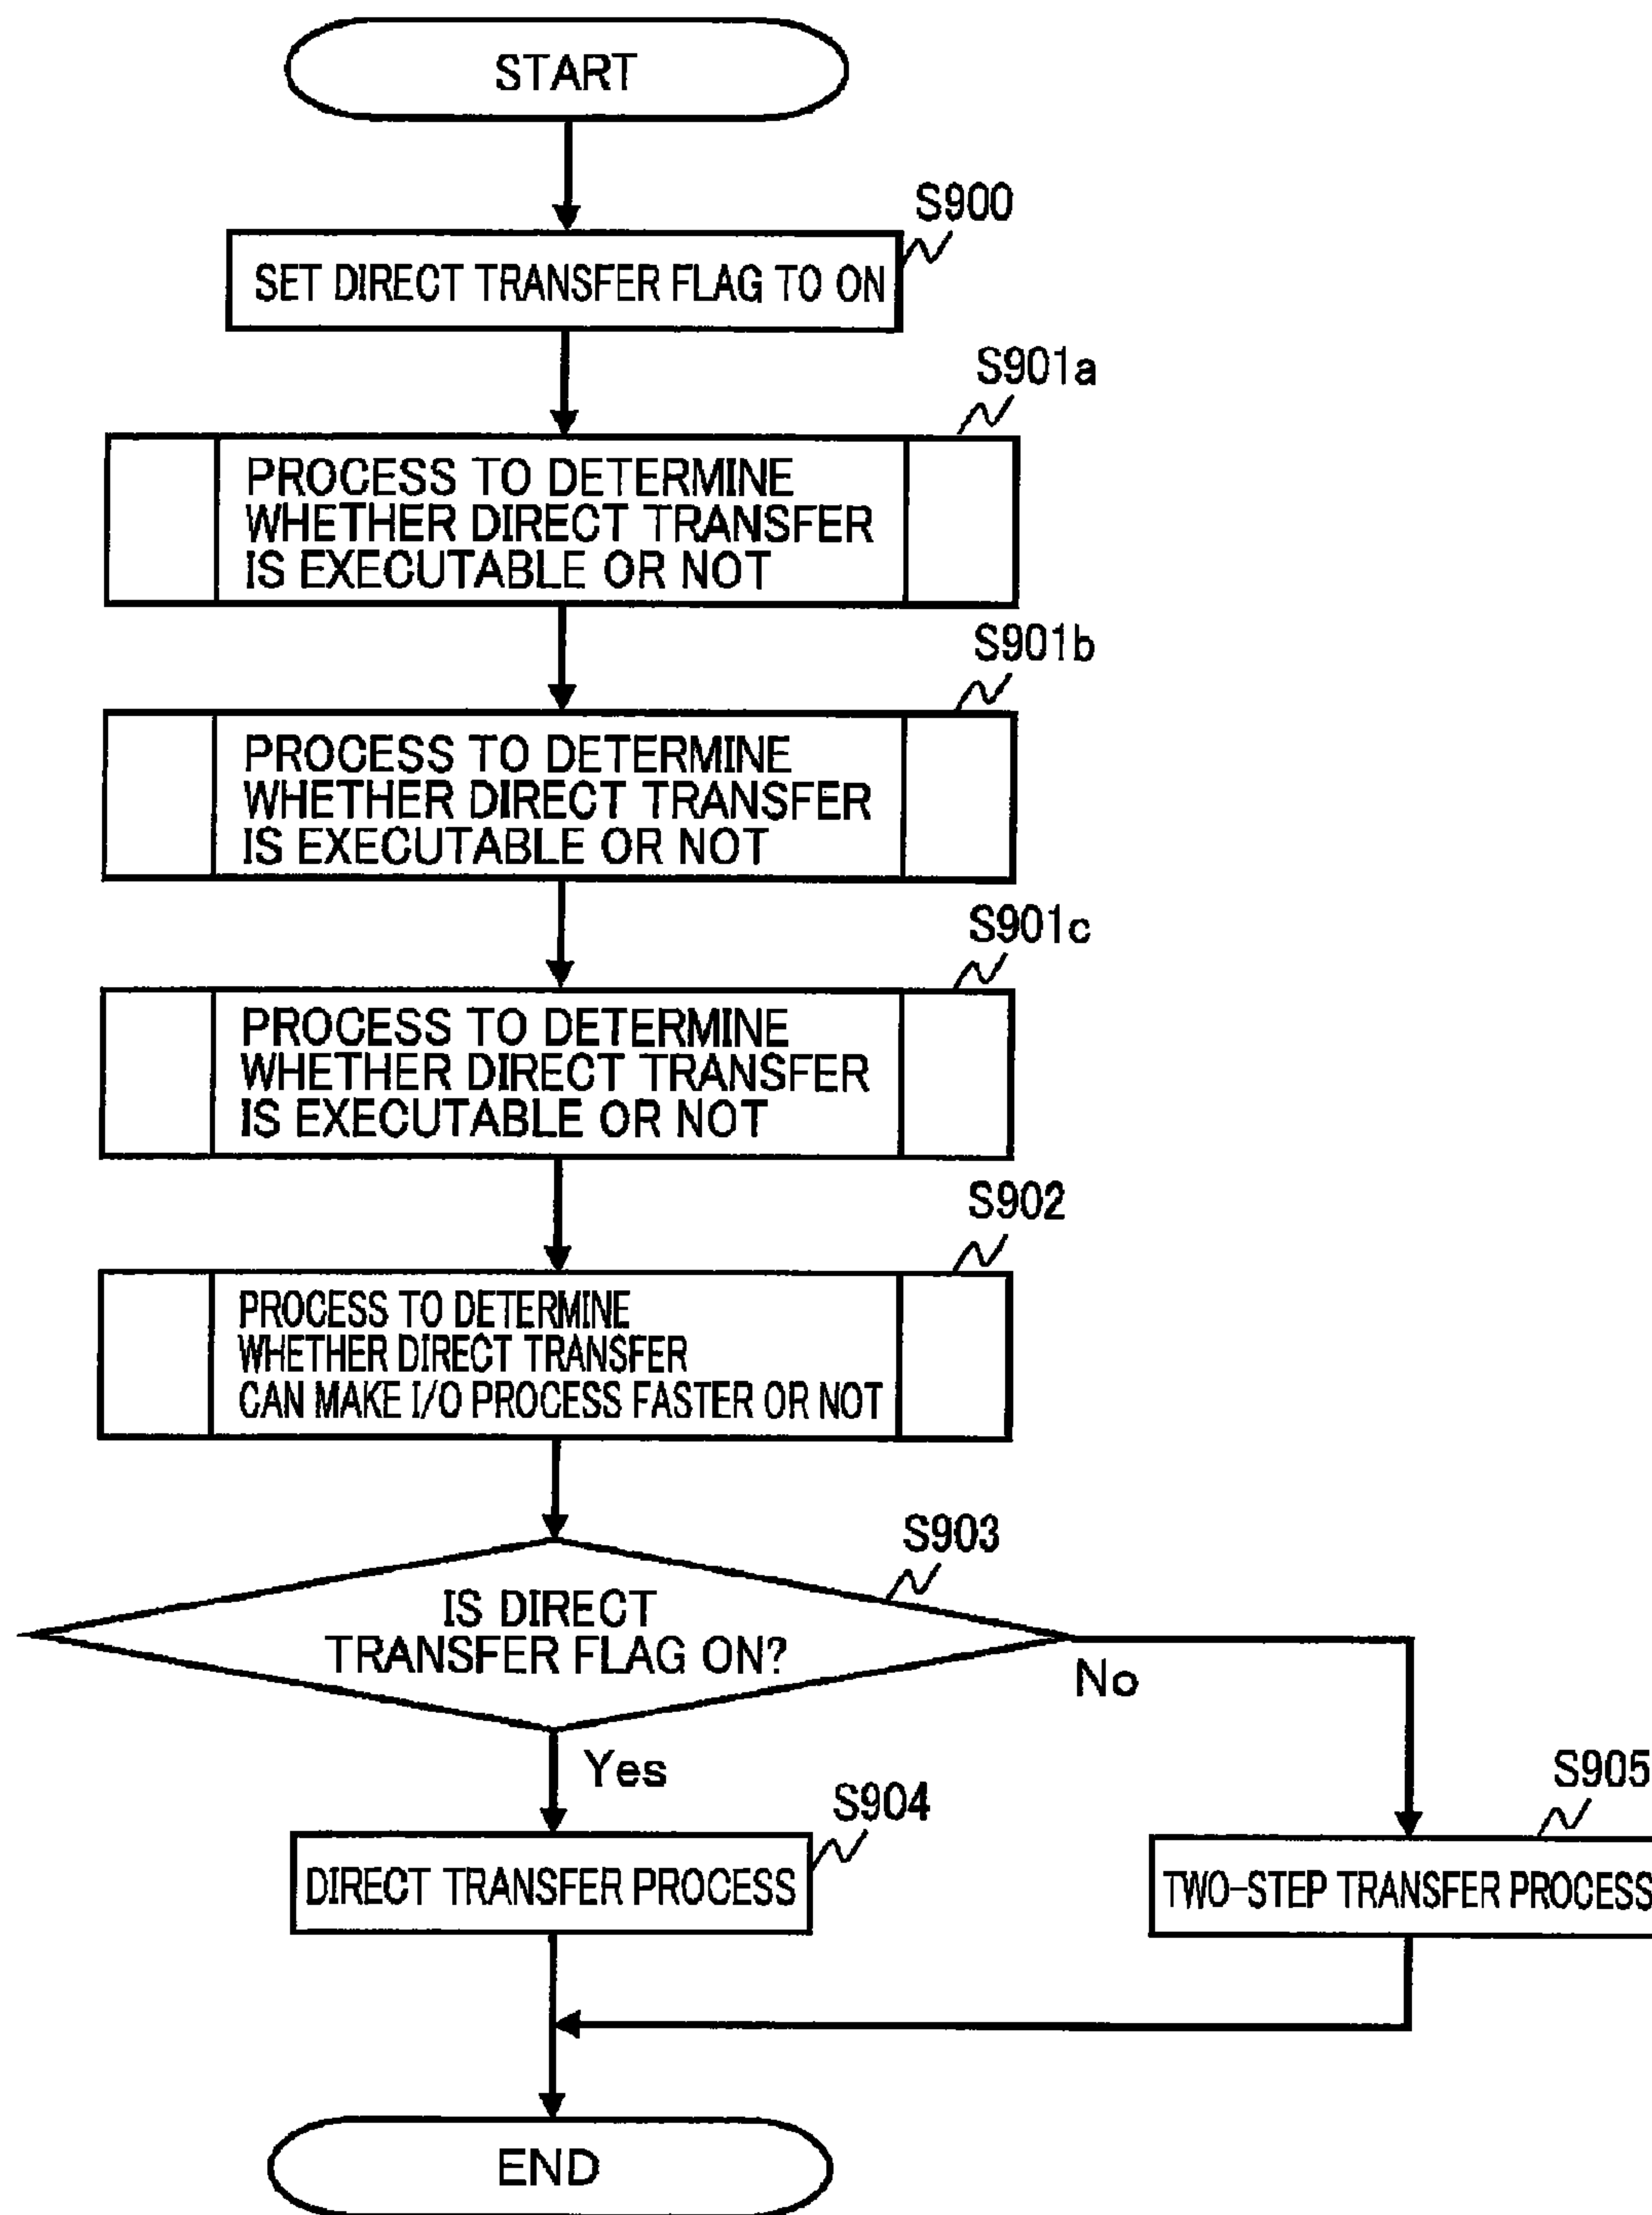 START
S900
SET DIRECT TRANSFER FLAG TO ON
S901a
PROCESS TO DETERMINE
WHETHER DIRECT TRANSFER
IS EXECUTABLE OR NOT
S901b
PROCESS TO DETERMINE
WHETHER DIRECT TRANSFER
IS EXECUTABLE OR NOT
S901c
PROCESS TO DETERMINE
WHETHER DIRECT TRANSFER
IS EXECUTABLE OR NOT
S902
PROCESS TO DETERMINE
WHETHER DIRECT TRANSFER
CAN MAKE I/O PROCESS FASTER OR NOT
S903
IS DIRECT
TRANSFER FLAG ON?
No
Yes
S904
DIRECT TRANSFER PROCESS
S905
TWO-STEP TRANSFER PROCESS
END